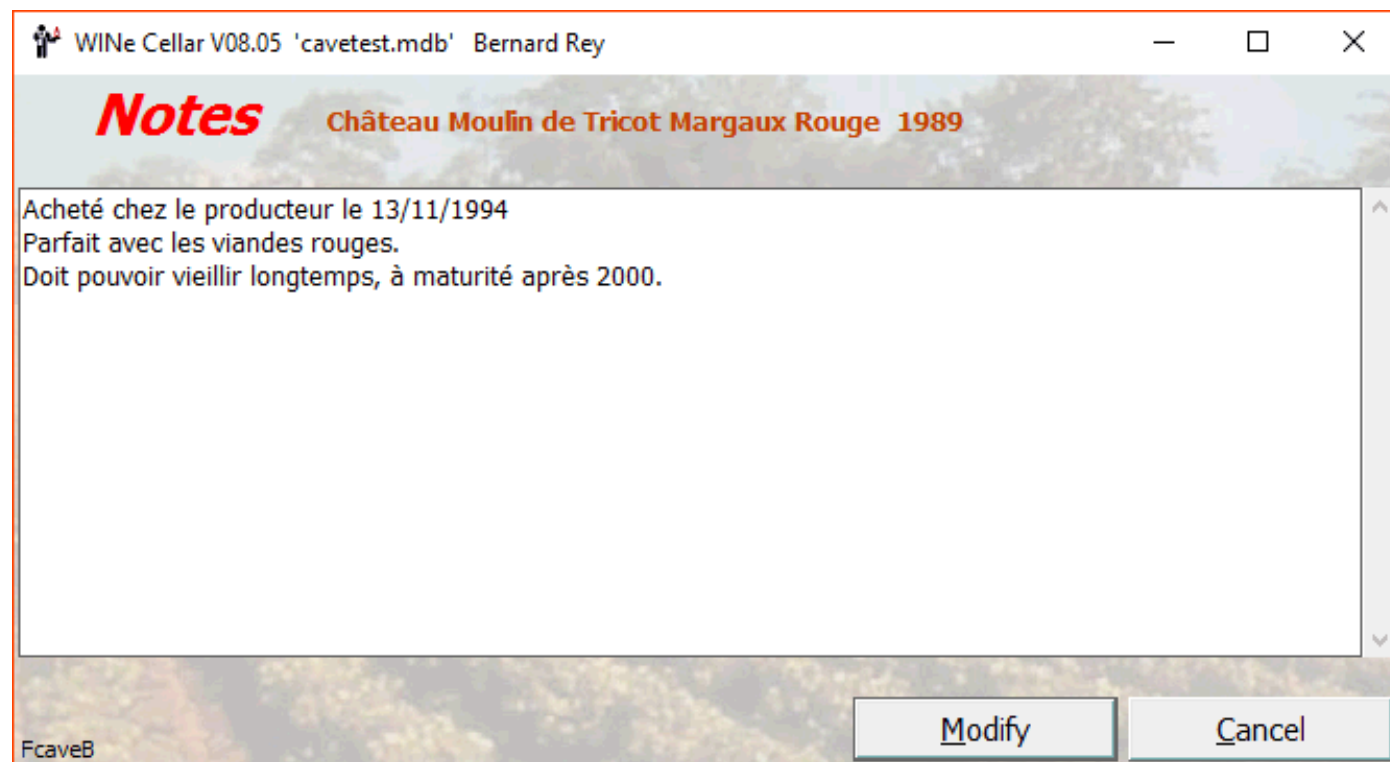 WINe Cellar V08.05 'cavetest.mdb' Bernard Rey
Notes Château Moulin de Tricot Margaux Rouge 1989
Acheté chez le producteur le 13/11/1994
Parfait avec les viandes rouges.
Doit pouvoir vieillir longtemps, à maturité après 2000.
Modify Cancel
FcaveB